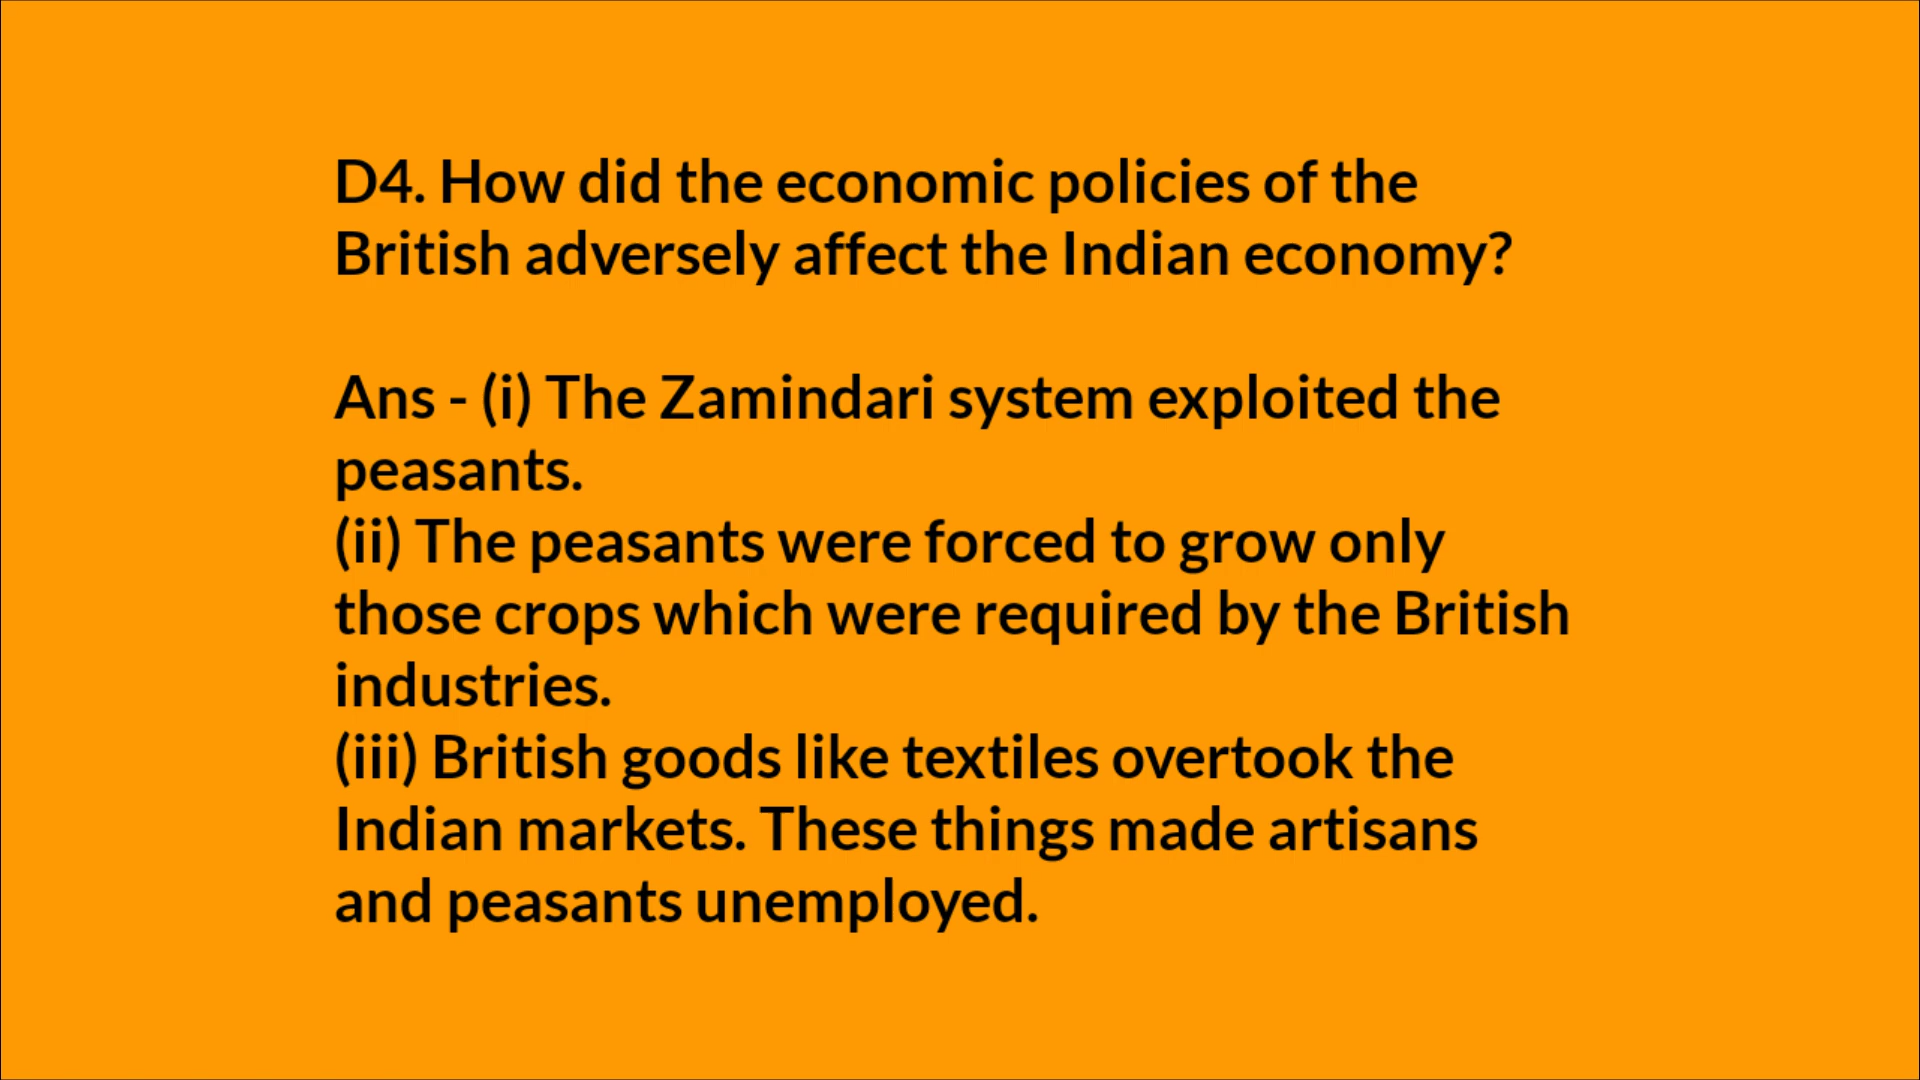 D4. How did the economic policies of the
British adversely affect the Indian economy?
Ans - (i) The Zamindari system exploited the
peasants.
(ii) The peasants were forced to grow only
those crops which were required by the British
industries.
(iii) British goods like textiles overtook the
Indian markets. These things made artisans
and peasants unemployed.